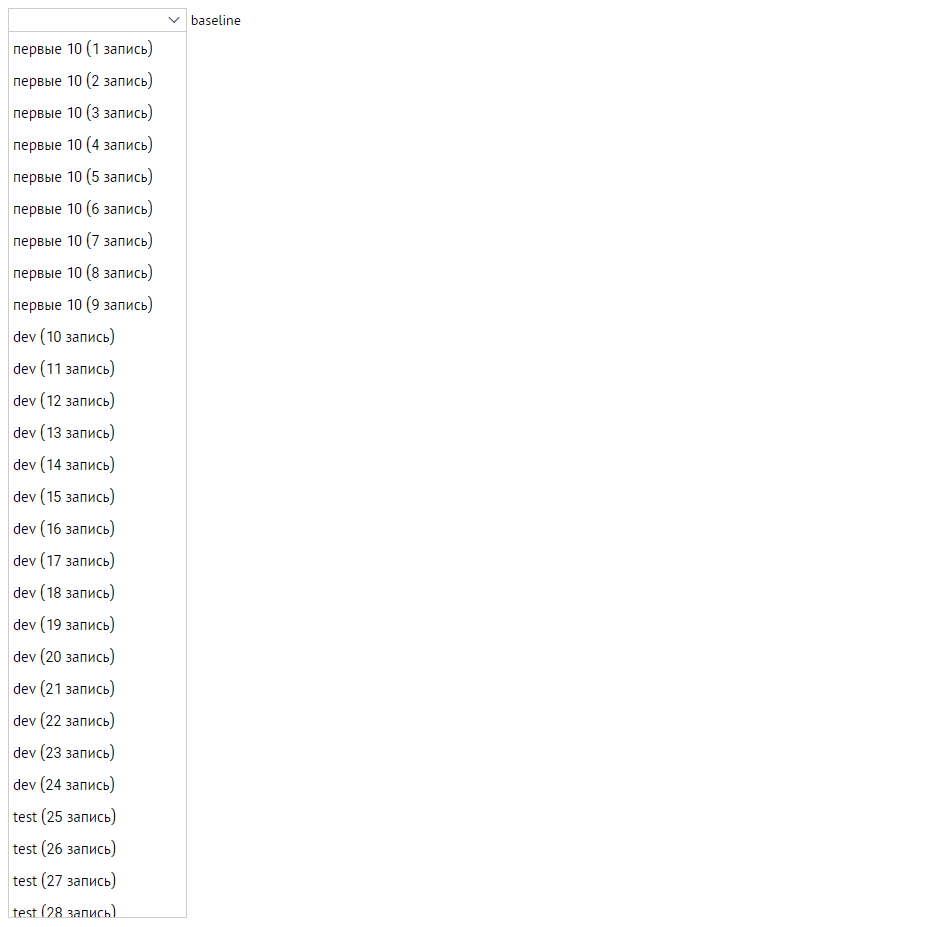 baseline
первые 10 (1 запись)
первые 10 (2 запись)
первые 10 (3 запись)
первые 10 (4 запись)
первые 10 (5 запись)
первые 10 (6 запись)
первые 10 (7 запись)
первые 10 (8 запись)
первые 10 (9 запись)
dev (10 запись)
dev (11 запись)
dev (12 запись)
dev (13 запись)
dev (14 запись)
dev (15 запись)
dev (16 запись)
dev (17 запись)
dev (18 запись)
dev (19 запись)
dev (20 запись)
dev (21 запись)
dev (22 запись)
dev (23 запись)
dev (24 запись)
test (25 запись)
test (26 запись)
test (27 запись)
test (28 запись)